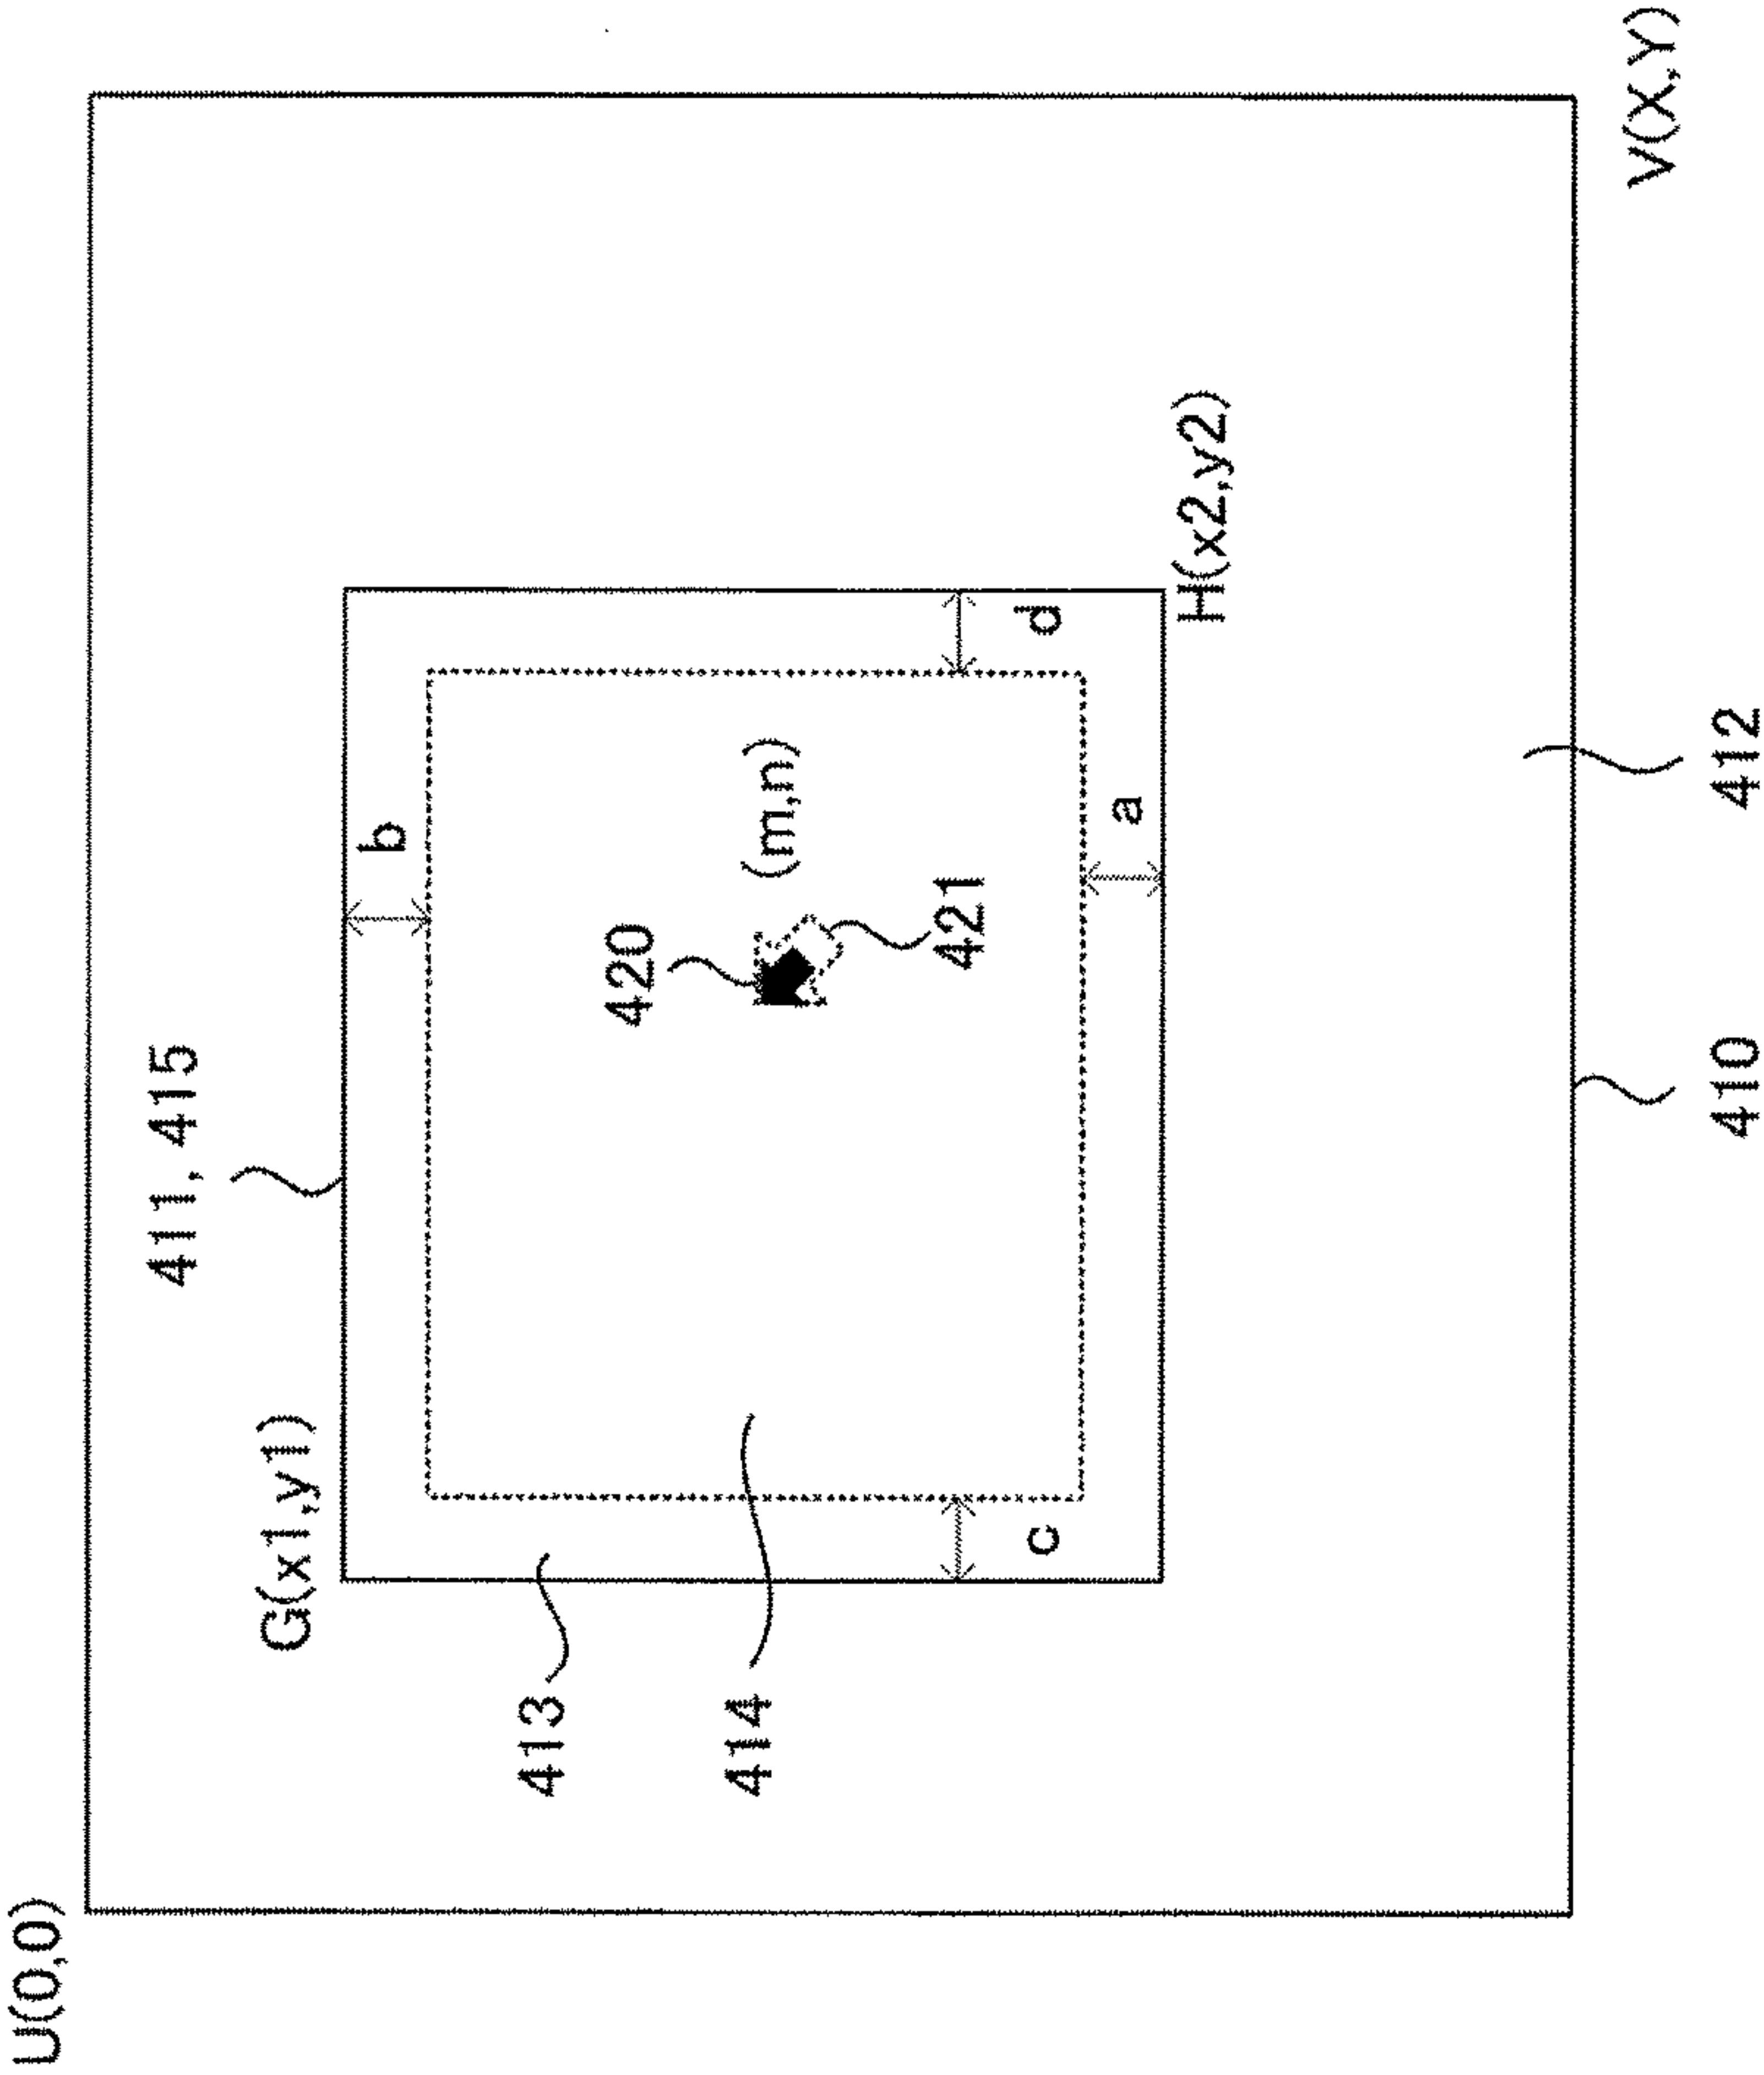 U(0,0)
411, 415
G(x1,y1)
b
413
420
414
(m,n)
421
c
d
a
H(x2,y2)
V(X,Y)
410
412